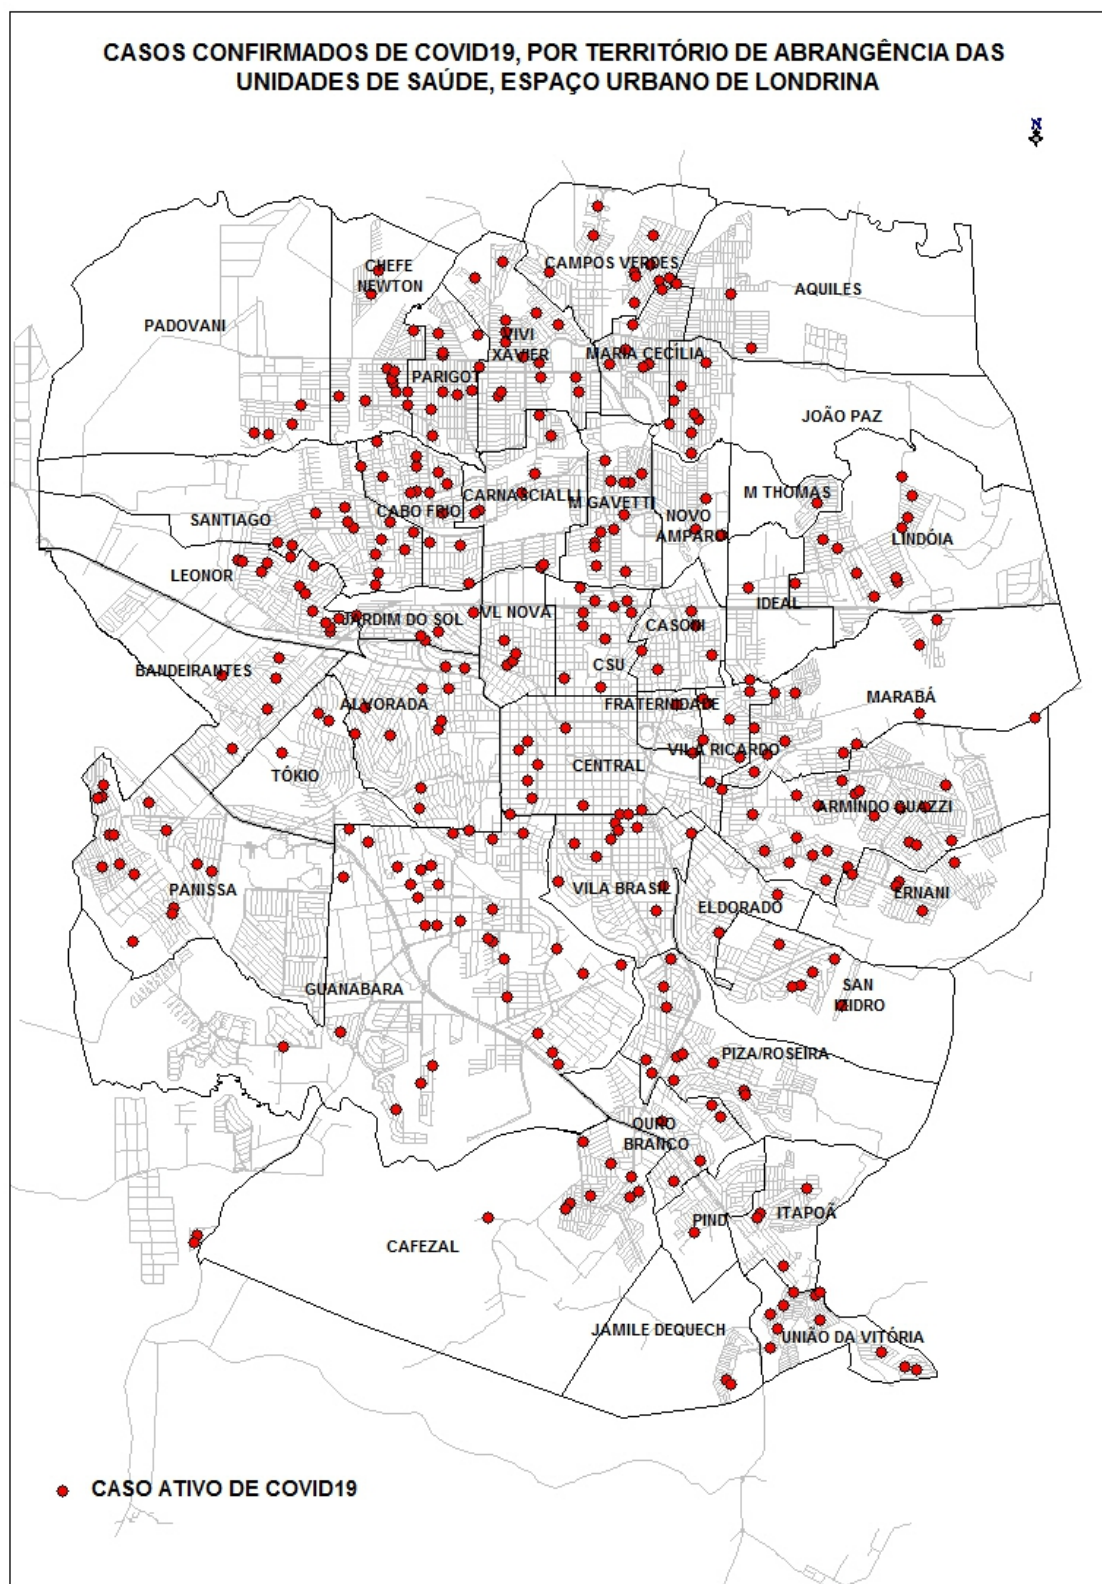 CASOS CONFIRMADOS DE COVID19, POR TERRITÓRIO DE ABRANGÊNCIA DAS
UNIDADES DE SAÚDE, ESPAÇO URBANO DE LONDRINA
N
CAMPOS VERDES
CHEFE
NEWTON
AQUILES
PADOVANI
VIVI
XAVIER
MARIA CECÍLIA
PARIGOT
JOÃO PAZ
M THOMAS
CARNASCIALLI
M GAVETTI
CABO FRIO
SANTIAGO
NOVO
AMPARO
LINDÓIA
LEONOR
IDEAL
JARDIM DO SOL
VL NOVA
CASONI
CSU
BANDEIRANTES
MARABÁ
ALVORADA
FRATERNIDADE
VILA RICARDO
CENTRAL
TÓKIO
ARMINDO GUAZZI
PANISSA
VILA BRASIL
ERNANI
ELDORADO
GUANABARA
SAN
IZIDRO
PIZA/ROSEIRA
OURO
BRANCO
ITAPOÃ
PIND
CAFEZAL
JAMILE DEQUECH
UNIÃO DA VITÓRIA
CASO ATIVO DE COVID19